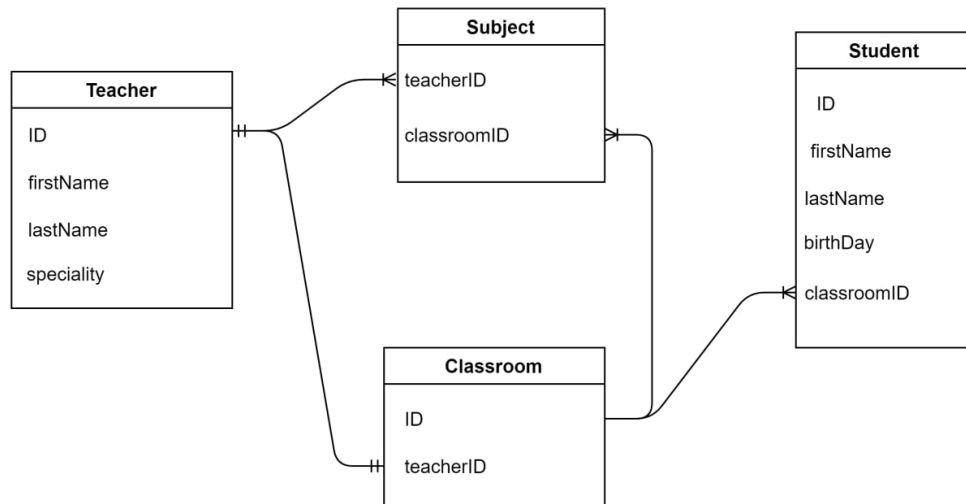 Teacher
ID
firstName
lastName
speciality
Subject
teacherID
classroomID
Classroom
ID
teacherID
Student
ID
firstName
lastName
birthDay
classroomID